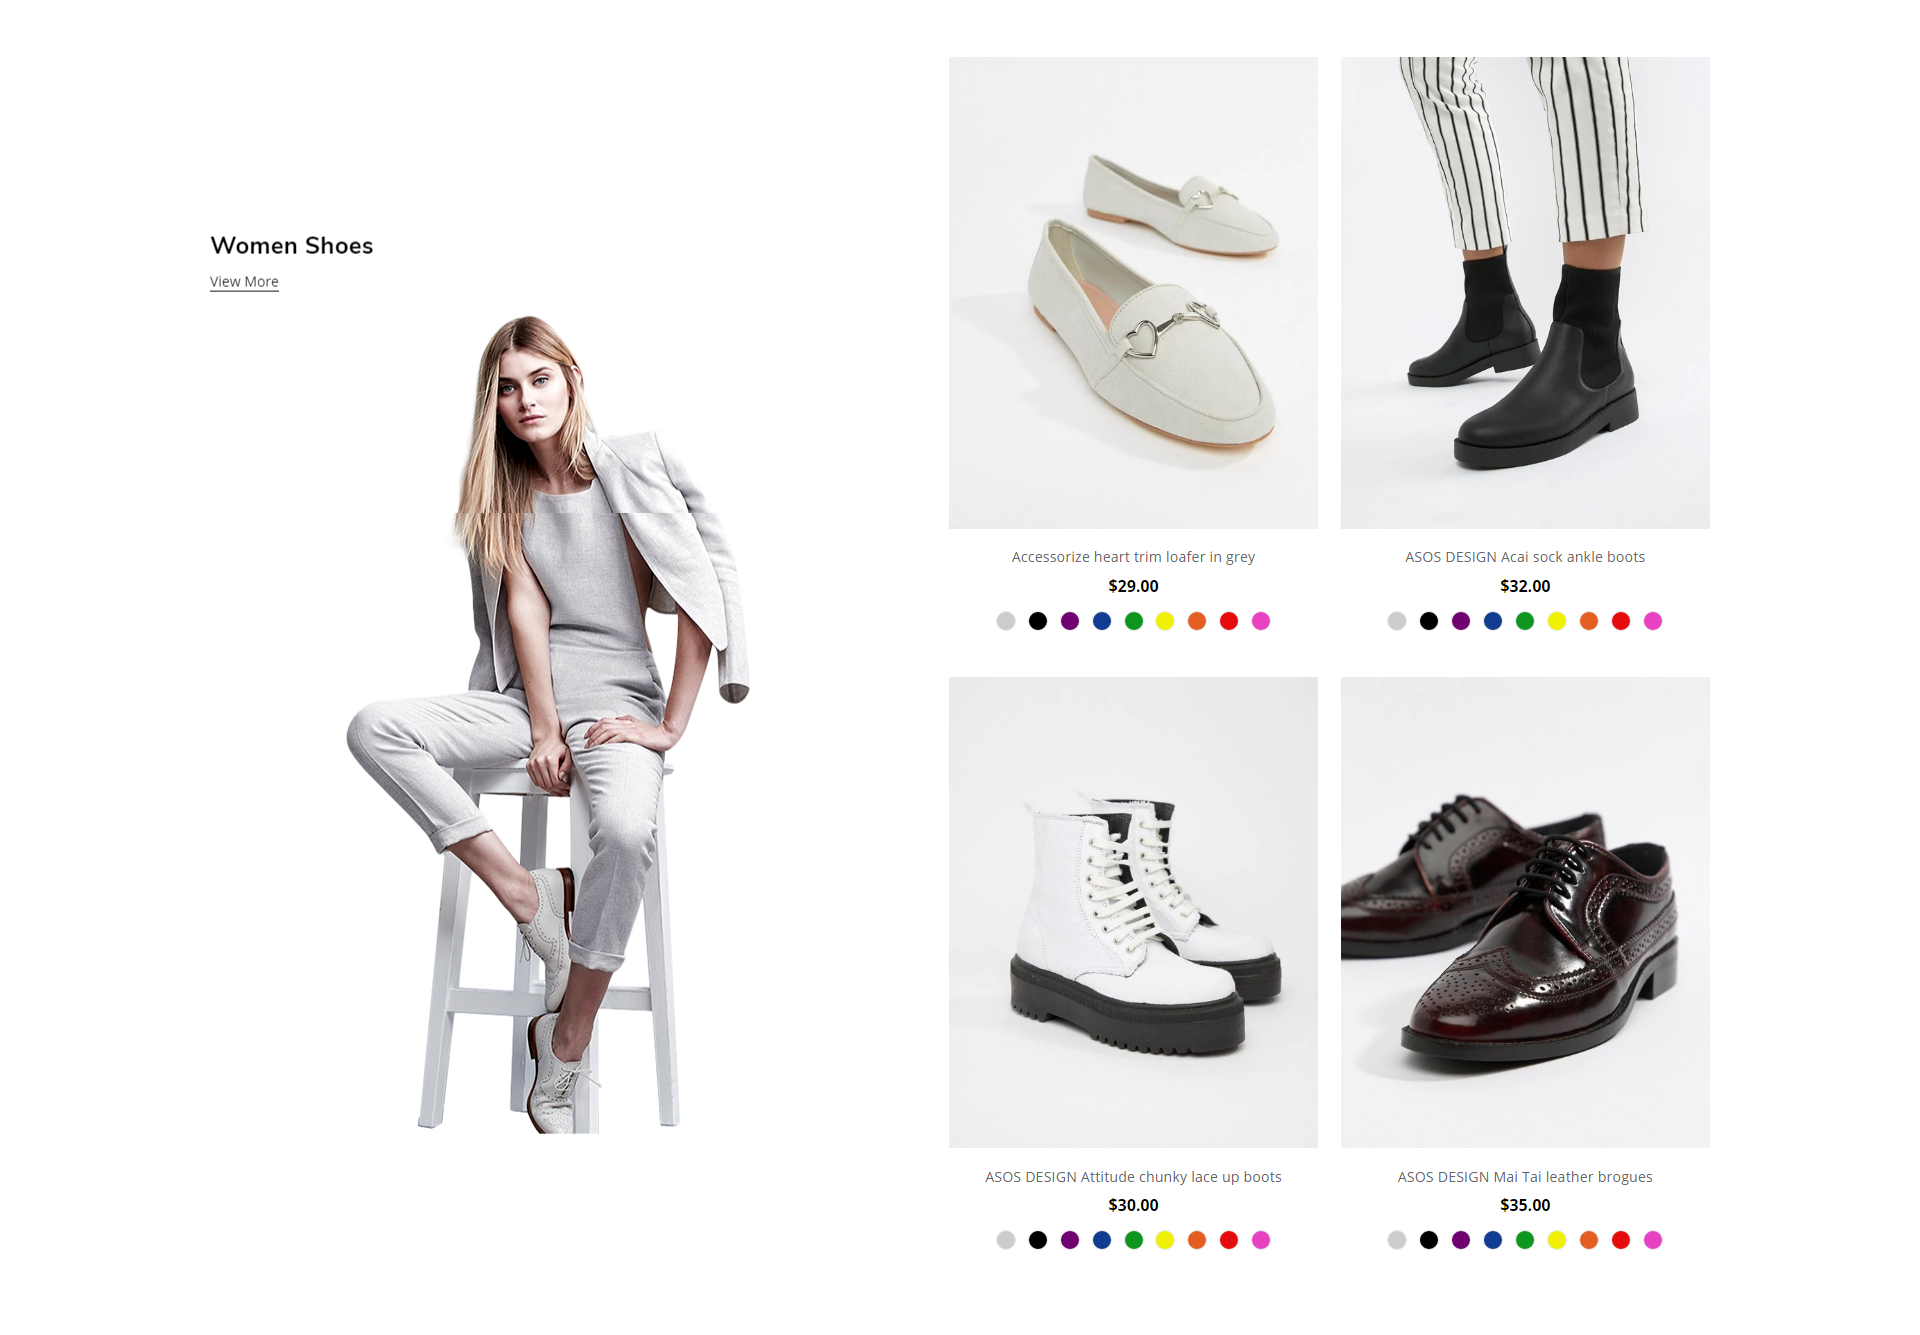 Women Shoes
View More
Accessorize heart trim loafer in grey
$29.00
ASOS DESIGN Acai sock ankle boots
$32.00
ASOS DESIGN Attitude chunky lace up boots
$30.00
ASOS DESIGN Mai Tai leather brogues
$35.00